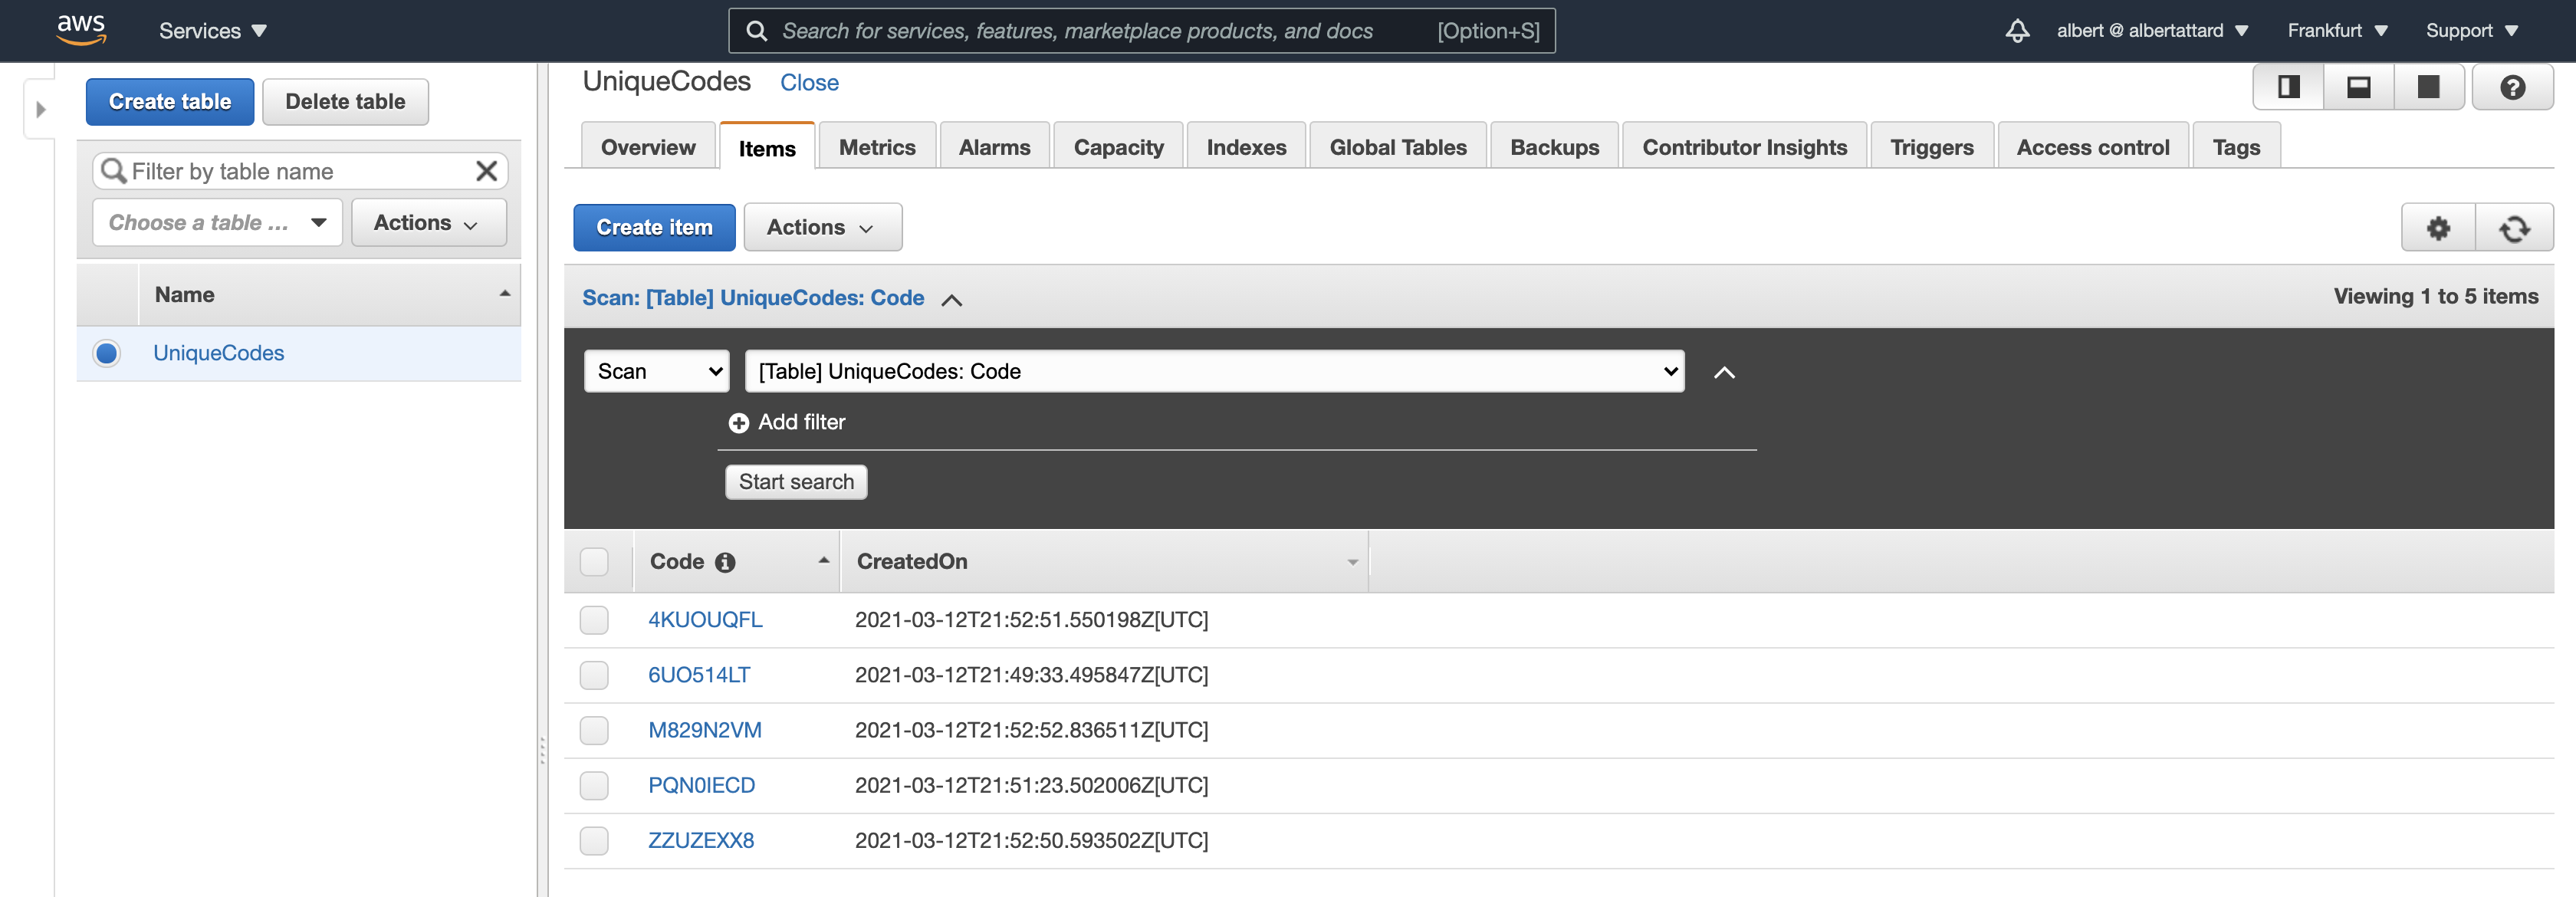 aws
Services
Search for services, features, marketplace products, and docs [Option+S]
albert @ albertattard
Frankfurt
Support
Create table
Delete table
Filter by table name
Choose a table ...
Actions
Name
UniqueCodes
UniqueCodes Close
Overview
Items
Metrics
Alarms
Capacity
Indexes
Global Tables
Backups
Contributor Insights
Triggers
Access control
Tags
Create item
Actions
Scan: [Table] UniqueCodes: Code
Viewing 1 to 5 items
Scan
[Table] UniqueCodes: Code
Add filter
Start search
Code CreatedOn
4KUOUQFL 2021-03-12T21:52:51.550198Z[UTC]
6UO514LT 2021-03-12T21:49:33.495847Z[UTC]
M829N2VM 2021-03-12T21:52:52.836511Z[UTC]
PQN0IECD 2021-03-12T21:51:23.502006Z[UTC]
ZZUZEXX8 2021-03-12T21:52:50.593502Z[UTC]